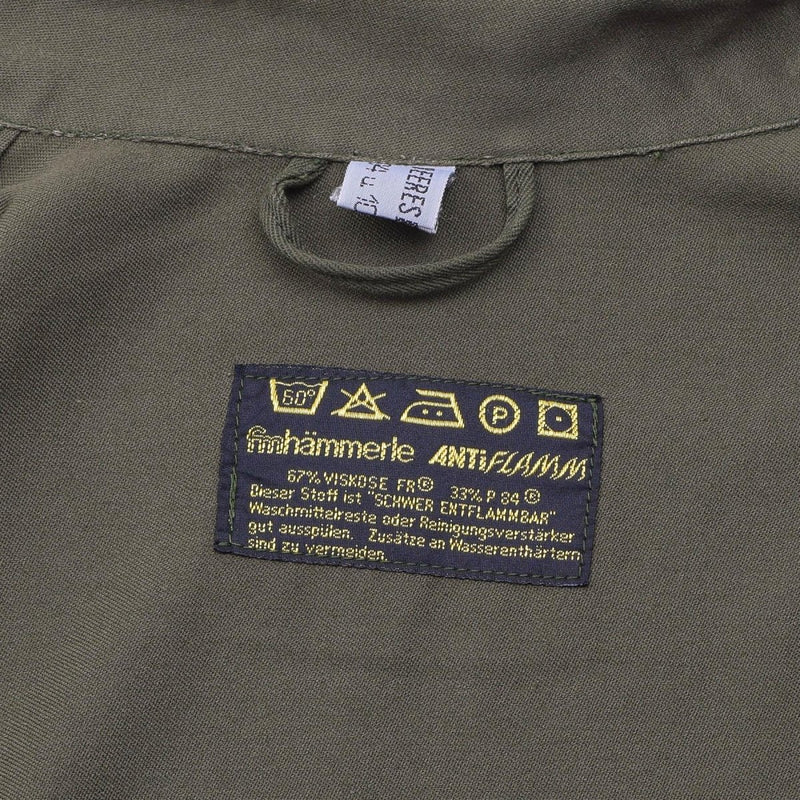 HEERES
60°
P
fmhämmerle ANTiFLAMM
67% VISKOSE FR® 33% P 84®
Dieser Stoff ist "SCHWER ENTFLAMMBAR"
Waschmittelreste oder Reinigungsverstärker
gut ausspülen. Zusätze an Wasserenthärtern
sind zu vermeiden.